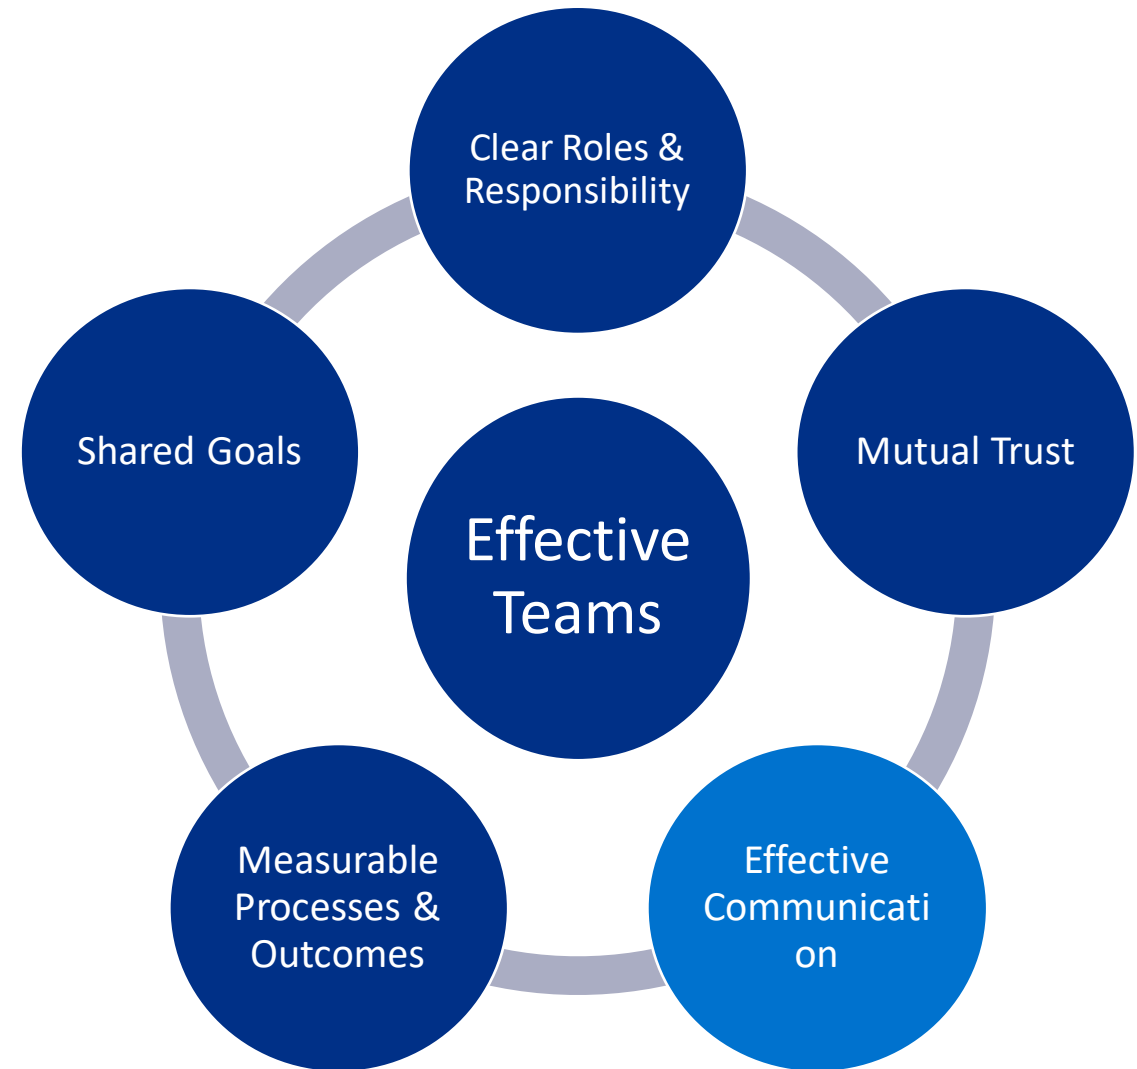 Clear Roles &
Responsibility
Shared Goals
Mutual Trust
Effective
Teams
Measurable
Processes &
Outcomes
Effective
Communicati
on